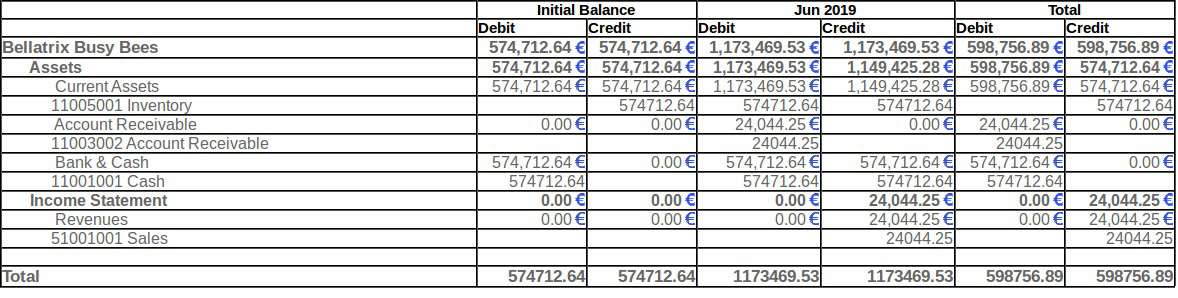 Initial Balance Jun 2019 Total
Debit Credit Debit Credit Debit Credit
Bellatrix Busy Bees 574,712.64 € 574,712.64 € 1,173,469.53 € 1,173,469.53 € 598,756.89 € 598,756.89 €
Assets 574,712.64 € 574,712.64 € 1,173,469.53 € 1,149,425.28 € 598,756.89 € 574,712.64 €
Current Assets 574,712.64 € 574,712.64 € 1,173,469.53 € 1,149,425.28 € 598,756.89 € 574,712.64 €
11005001 Inventory 574712.64 574712.64 574712.64 574712.64
Account Receivable 0.00 € 0.00 € 24,044.25 € 0.00 € 24,044.25 € 0.00 €
11003002 Account Receivable 24044.25 24044.25
Bank & Cash 574,712.64 € 0.00 € 574,712.64 € 574,712.64 € 574,712.64 € 0.00 €
11001001 Cash 574712.64 574712.64 574712.64 574712.64
Income Statement 0.00 € 0.00 € 0.00 € 24,044.25 € 0.00 € 24,044.25 €
Revenues 0.00 € 0.00 € 0.00 € 24,044.25 € 0.00 € 24,044.25 €
51001001 Sales 24044.25 24044.25
Total 574712.64 574712.64 1173469.53 1173469.53 598756.89 598756.89